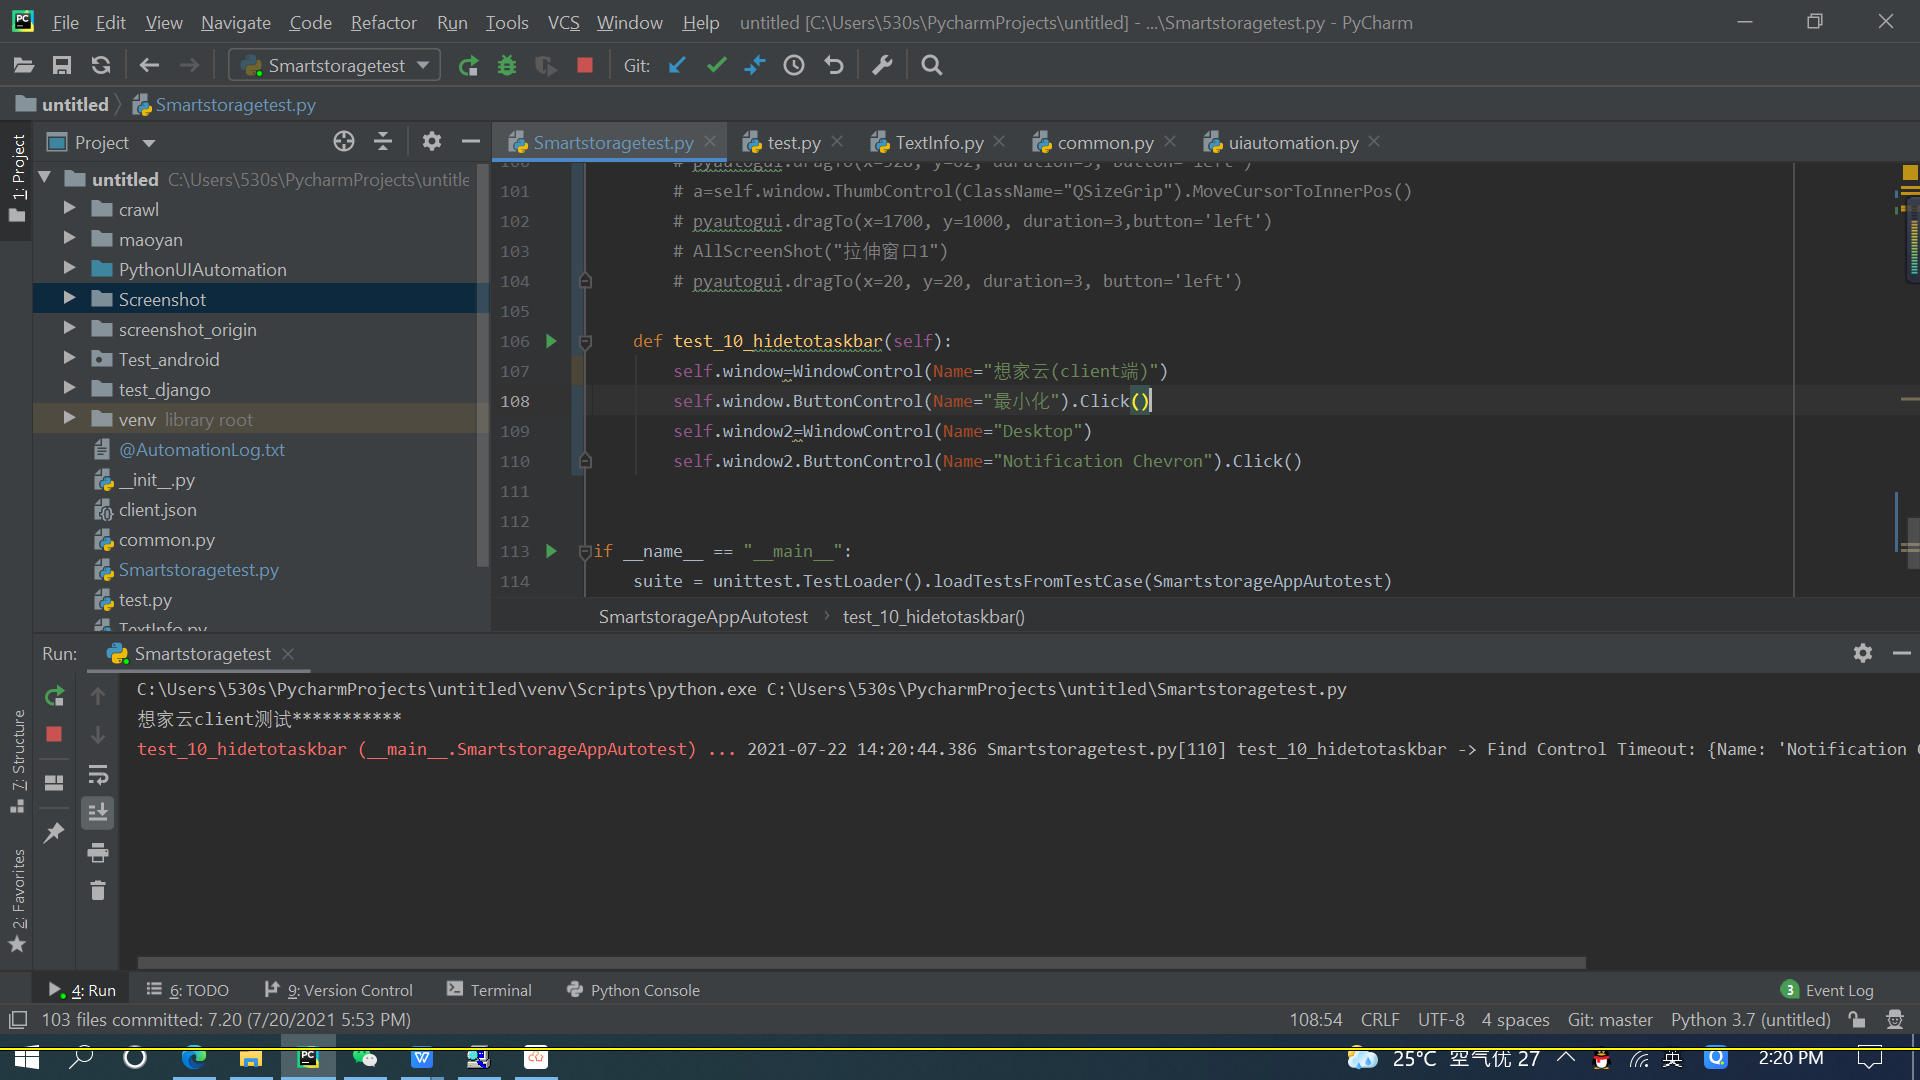 File Edit View Navigate Code Refactor Run Tools VCS Window Help untitled [C:\Users\530s\PycharmProjects\untitled] - ...\Smartstoragetest.py - PyCharm
Smartstoragetest Git:
untitled Smartstoragetest.py
1: Project
Project
Smartstoragetest.py test.py TextInfo.py common.py uiautomation.py
untitled C:\Users\530s\PycharmProjects\untitle
crawl
maoyan
PythonUIAutomation
Screenshot
screenshot_origin
Test_android
test_django
venv library root
@AutomationLog.txt
__init__.py
client.json
common.py
Smartstoragetest.py
test.py
TextInfo.py
100 # pyautogui.dragTo(x=928, y=62, duration=3, button='left')
101 # a=self.window.ThumbControl(ClassName="QSizeGrip").MoveCursorToInnerPos()
102 # pyautogui.dragTo(x=1700, y=1000, duration=3,button='left')
103 # AllScreenShot("拉伸窗口1")
104 # pyautogui.dragTo(x=20, y=20, duration=3, button='left')
105
106 def test_10_hidetotaskbar(self):
107 self.window=WindowControl(Name="想家云(client端)")
108 self.window.ButtonControl(Name="最小化").Click()
109 self.window2=WindowControl(Name="Desktop")
110 self.window2.ButtonControl(Name="Notification Chevron").Click()
111
112
113 if __name__ == "__main__":
114 suite = unittest.TestLoader().loadTestsFromTestCase(SmartstorageAppAutotest)
SmartstorageAppAutotest test_10_hidetotaskbar()
Run: Smartstoragetest
C:\Users\530s\PycharmProjects\untitled\venv\Scripts\python.exe C:\Users\530s\PycharmProjects\untitled\Smartstoragetest.py
想家云client测试***********
test_10_hidetotaskbar (__main__.SmartstorageAppAutotest) ... 2021-07-22 14:20:44.386 Smartstoragetest.py[110] test_10_hidetotaskbar -> Find Control Timeout: {Name: 'Notification
7: Structure
2: Favorites
4: Run 6: TODO 9: Version Control Terminal Python Console 3 Event Log
103 files committed: 7.20 (7/20/2021 5:53 PM) 108:54 CRLF UTF-8 4 spaces Git: master Python 3.7 (untitled)
25°C 空气优 27 英 2:20 PM